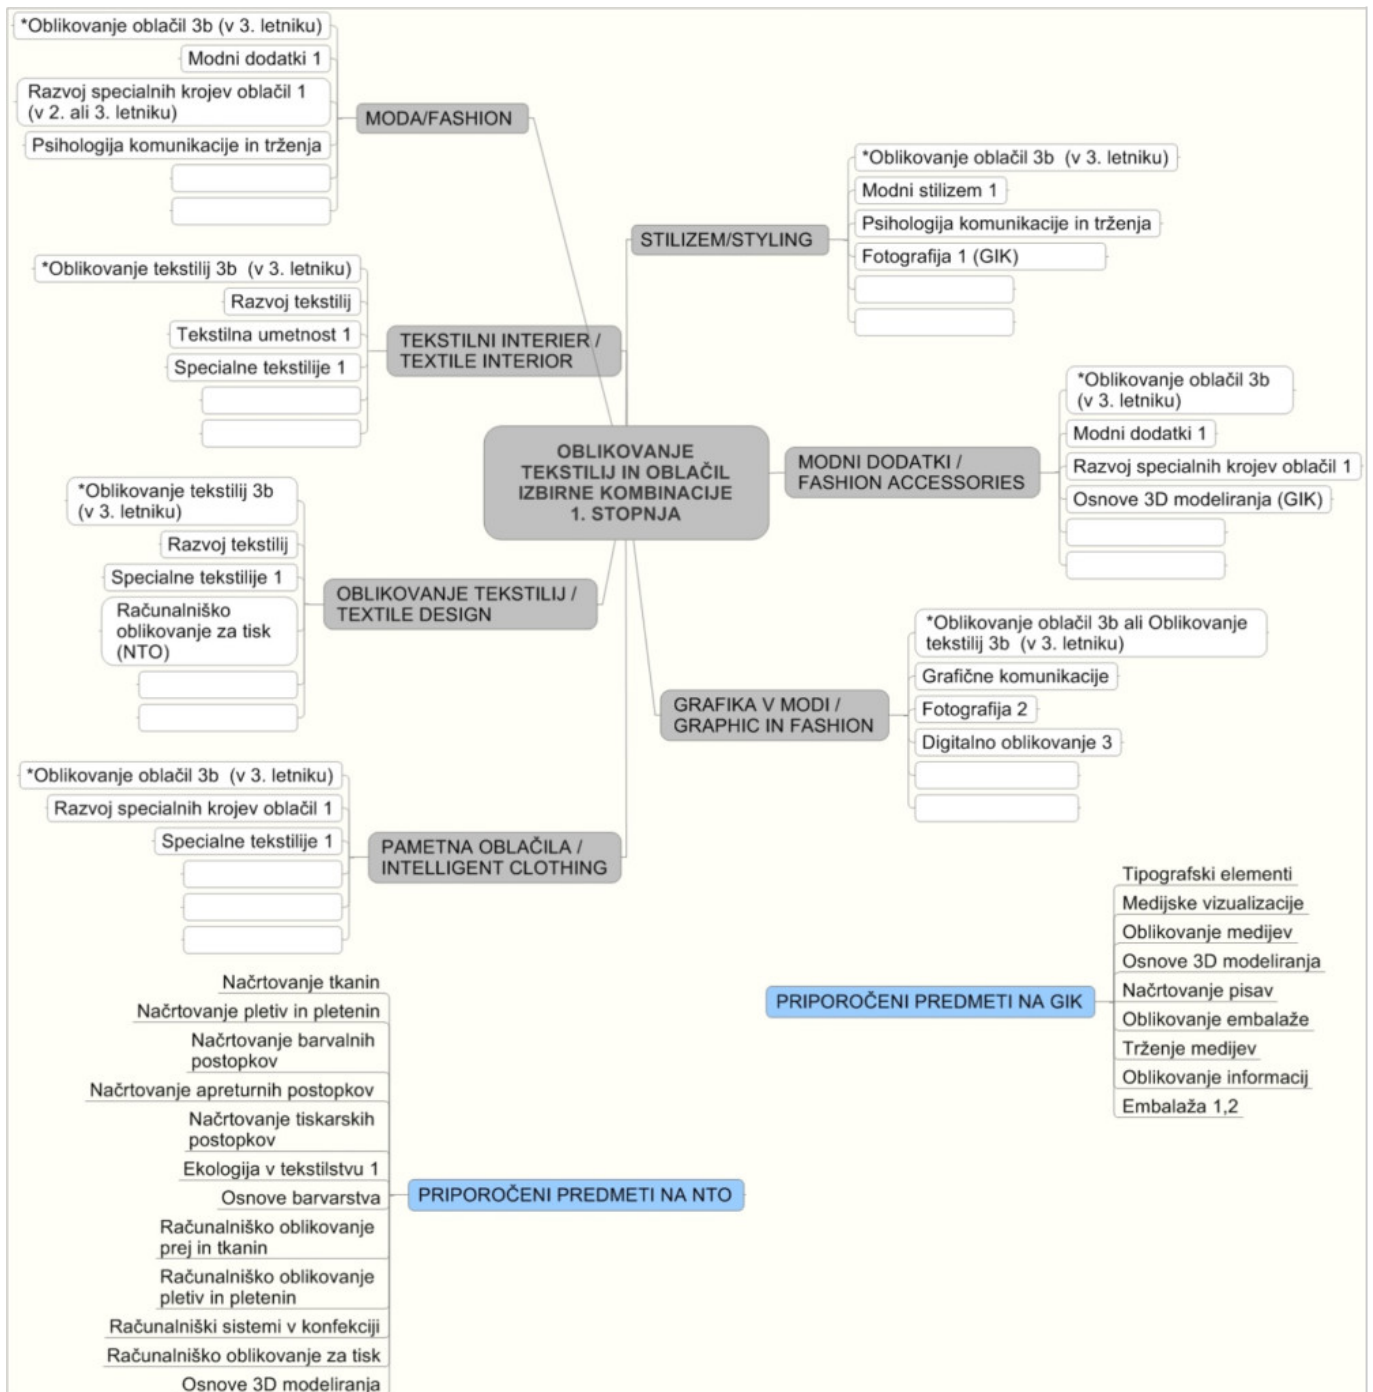 *Oblikovanje oblačil 3b (v 3. letniku)
Modni dodatki 1
Razvoj specialnih krojev oblačil 1
(v 2. ali 3. letniku)
Psihologija komunikacije in trženja
MODA/FASHION
*Oblikovanje tekstilij 3b (v 3. letniku)
Razvoj tekstilij
Tekstilna umetnost 1
Specialne tekstilije 1
TEKSTILNI INTERIER /
TEXTILE INTERIOR
*Oblikovanje tekstilij 3b
(v 3. letniku)
Razvoj tekstilij
Specialne tekstilije 1
Računalniško
oblikovanje za tisk
(NTO)
OBLIKOVANJE TEKSTILIJ /
TEXTILE DESIGN
*Oblikovanje oblačil 3b (v 3. letniku)
Razvoj specialnih krojev oblačil 1
Specialne tekstilije 1
PAMETNA OBLAČILA /
INTELLIGENT CLOTHING
OBLIKOVANJE
TEKSTILIJ IN OBLAČIL
IZBIRNE KOMBINACIJE
1. STOPNJA
STILIZEM/STYLING
*Oblikovanje oblačil 3b (v 3. letniku)
Modni stilizem 1
Psihologija komunikacije in trženja
Fotografija 1 (GIK)
MODNI DODATKI /
FASHION ACCESSORIES
*Oblikovanje oblačil 3b
(v 3. letniku)
Modni dodatki 1
Razvoj specialnih krojev oblačil 1
Osnove 3D modeliranja (GIK)
GRAFIKA V MODI /
GRAPHIC IN FASHION
*Oblikovanje oblačil 3b ali Oblikovanje
tekstilij 3b (v 3. letniku)
Grafične komunikacije
Fotografija 2
Digitalno oblikovanje 3
PRIPOROČENI PREDMETI NA GIK
Tipografski elementi
Medijske vizualizacije
Oblikovanje medijev
Osnove 3D modeliranja
Načrtovanje pisav
Oblikovanje embalaže
Trženje medijev
Oblikovanje informacij
Embalaža 1,2
Načrtovanje tkanin
Načrtovanje pletiv in pletenin
Načrtovanje barvalnih
postopkov
Načrtovanje apreturnih postopkov
Načrtovanje tiskarskih
postopkov
Ekologija v tekstilstvu 1
Osnove barvarstva
Računalniško oblikovanje
prej in tkanin
Računalniško oblikovanje
pletiv in pletenin
Računalniški sistemi v konfekciji
Računalniško oblikovanje za tisk
Osnove 3D modeliranja
PRIPOROČENI PREDMETI NA NTO